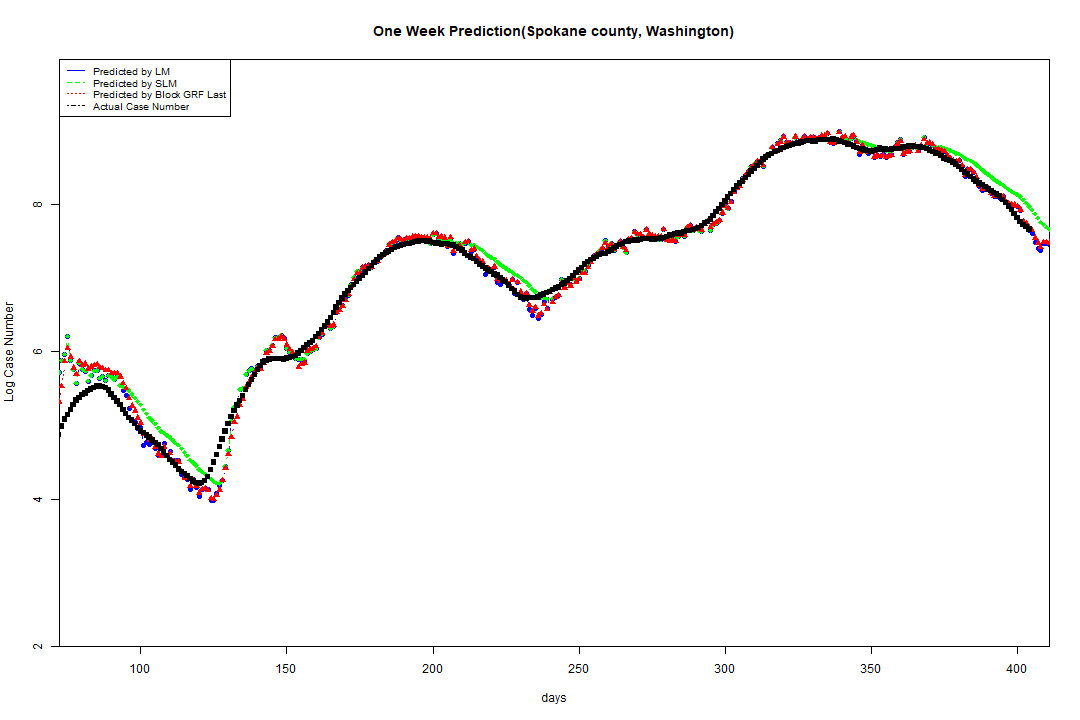 One Week Prediction(Spokane county, Washington)
Predicted by LM
Predicted by SLM
Predicted by Block GRF Last
Actual Case Number
8
6
4
2
Log Case Number
100 150 200 250 300 350 400
days